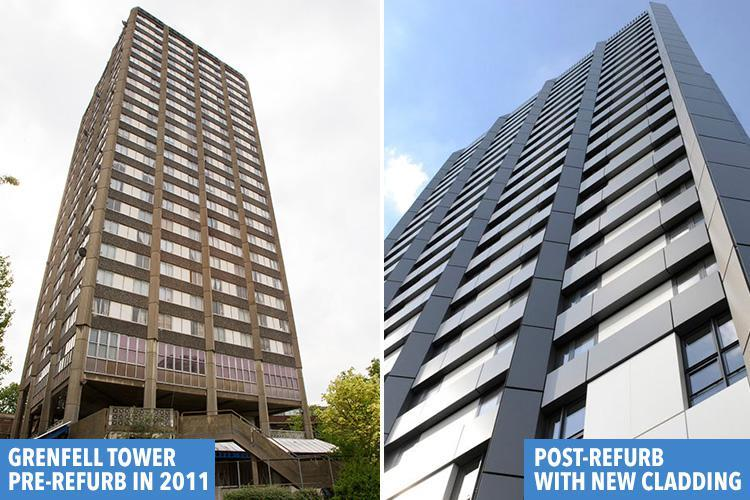 GRENFELL TOWER
PRE-REFURB IN 2011
POST-REFURB
WITH NEW CLADDING